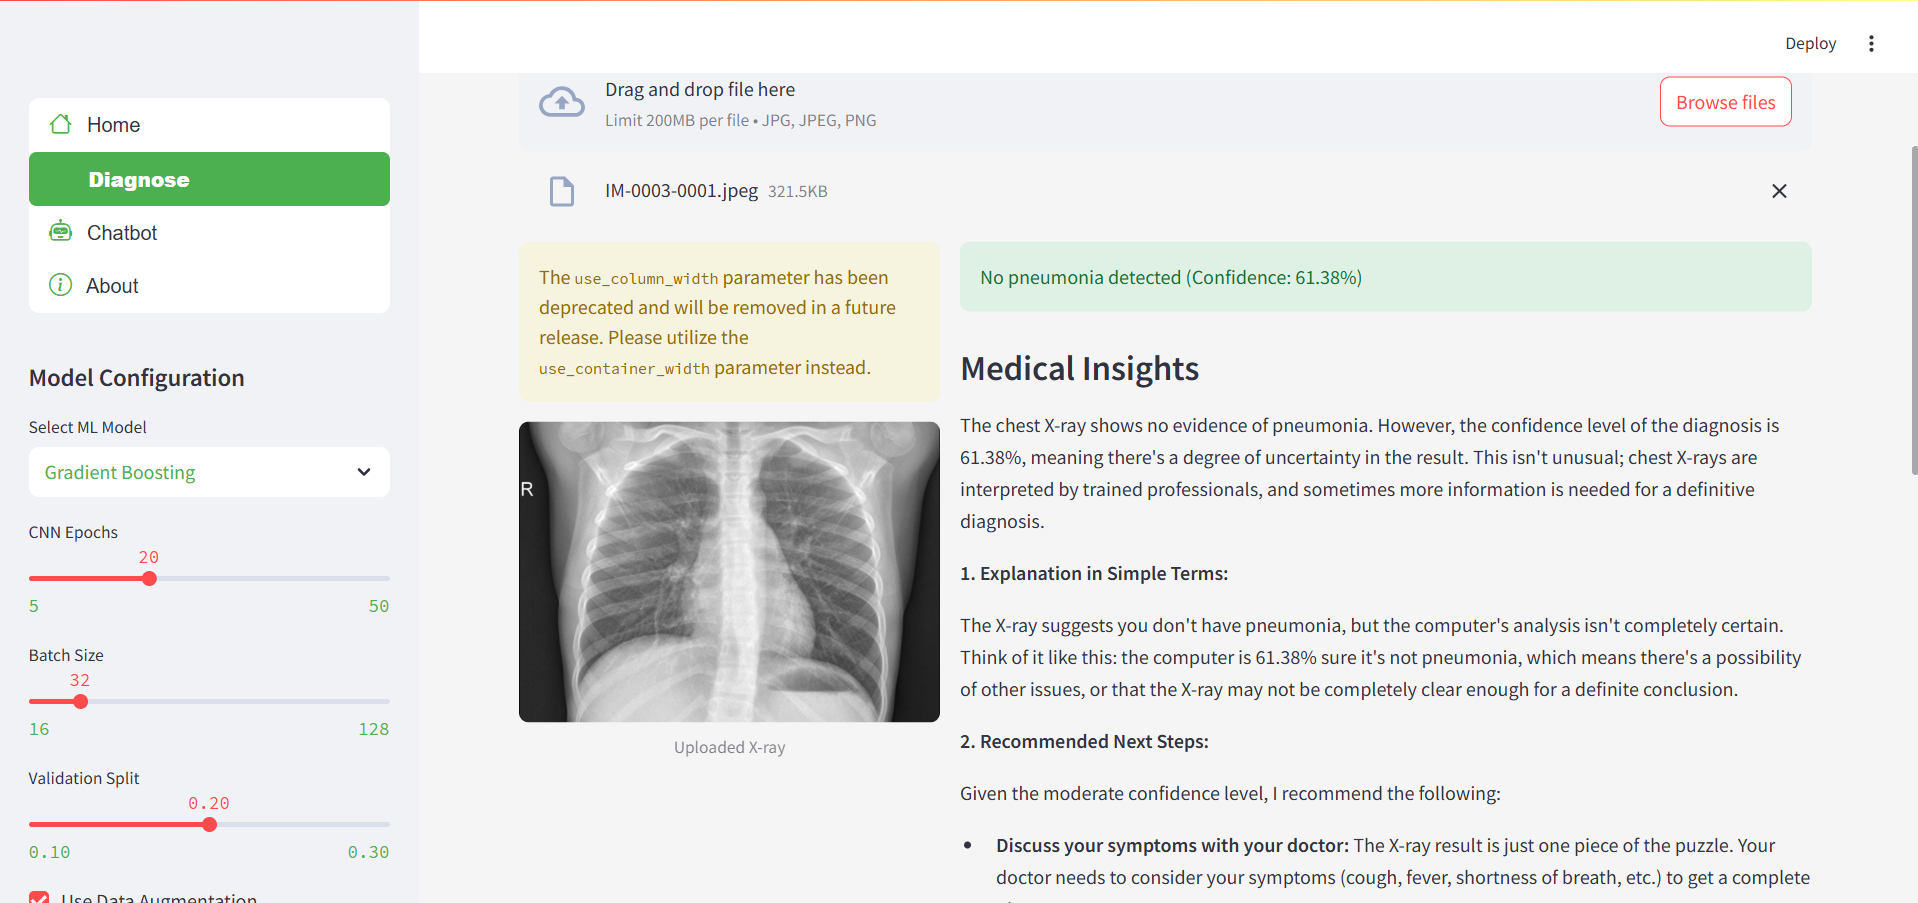 Deploy
Home
Diagnose
Chatbot
About
Model Configuration
Select ML Model
Gradient Boosting
CNN Epochs
20
5 50
Batch Size
32
16 128
Validation Split
0.20
0.10 0.30
Use Data Augmentation
Drag and drop file here
Limit 200MB per file • JPG, JPEG, PNG
Browse files
IM-0003-0001.jpeg 321.5KB
The use_column_width parameter has been
deprecated and will be removed in a future
release. Please utilize the
use_container_width parameter instead.
R
Uploaded X-ray
No pneumonia detected (Confidence: 61.38%)
Medical Insights
The chest X-ray shows no evidence of pneumonia. However, the confidence level of the diagnosis is
61.38%, meaning there's a degree of uncertainty in the result. This isn't unusual; chest X-rays are
interpreted by trained professionals, and sometimes more information is needed for a definitive
diagnosis.
1. Explanation in Simple Terms:
The X-ray suggests you don't have pneumonia, but the computer's analysis isn't completely certain.
Think of it like this: the computer is 61.38% sure it's not pneumonia, which means there's a possibility
of other issues, or that the X-ray may not be completely clear enough for a definite conclusion.
2. Recommended Next Steps:
Given the moderate confidence level, I recommend the following:
• Discuss your symptoms with your doctor: The X-ray result is just one piece of the puzzle. Your
doctor needs to consider your symptoms (cough, fever, shortness of breath, etc.) to get a complete